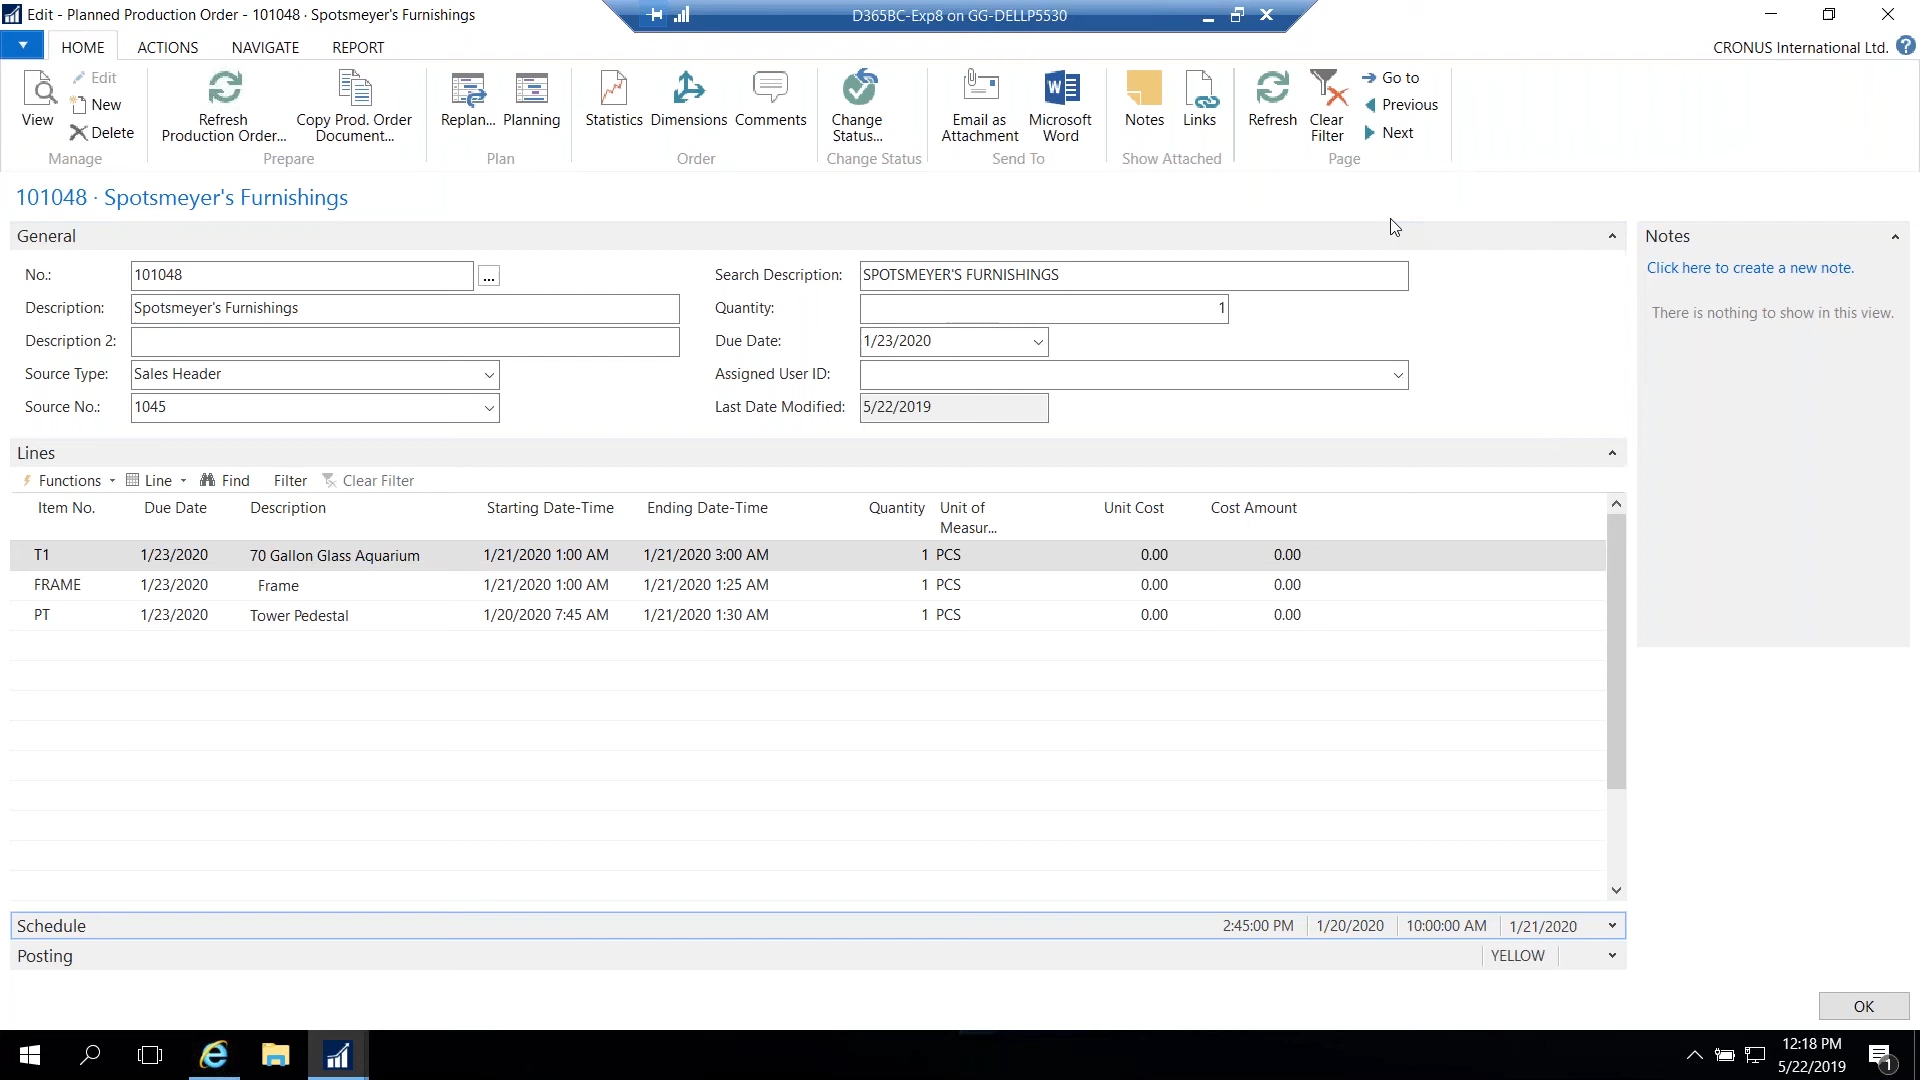 Edit - Planned Production Order - 101048 · Spotsmeyer's Furnishings
D365BC-Exp8 on GG-DELLP5530
HOME ACTIONS NAVIGATE REPORT
CRONUS International Ltd.
View
Edit
New
Delete
Manage
Refresh Production Order...
Copy Prod. Order Document...
Prepare
Replan... Planning
Plan
Statistics Dimensions Comments
Order
Change Status...
Change Status
Email as Attachment
Microsoft Word
Send To
Notes Links
Show Attached
Refresh
Clear Filter
Go to
Previous
Next
Page
101048 · Spotsmeyer's Furnishings
General
No.: 101048 ...
Description: Spotsmeyer's Furnishings
Description 2:
Source Type: Sales Header
Source No.: 1045
Search Description: SPOTSMEYER'S FURNISHINGS
Quantity: 1
Due Date: 1/23/2020
Assigned User ID:
Last Date Modified: 5/22/2019
Notes
Click here to create a new note.
There is nothing to show in this view.
Lines
Functions Line Find Filter Clear Filter
Item No. Due Date Description Starting Date-Time Ending Date-Time Quantity Unit of Measur... Unit Cost Cost Amount
T1 1/23/2020 70 Gallon Glass Aquarium 1/21/2020 1:00 AM 1/21/2020 3:00 AM 1 PCS 0.00 0.00
FRAME 1/23/2020 Frame 1/21/2020 1:00 AM 1/21/2020 1:25 AM 1 PCS 0.00 0.00
PT 1/23/2020 Tower Pedestal 1/20/2020 7:45 AM 1/21/2020 1:30 AM 1 PCS 0.00 0.00
Schedule 2:45:00 PM 1/20/2020 10:00:00 AM 1/21/2020
Posting YELLOW
OK
12:18 PM
5/22/2019
1